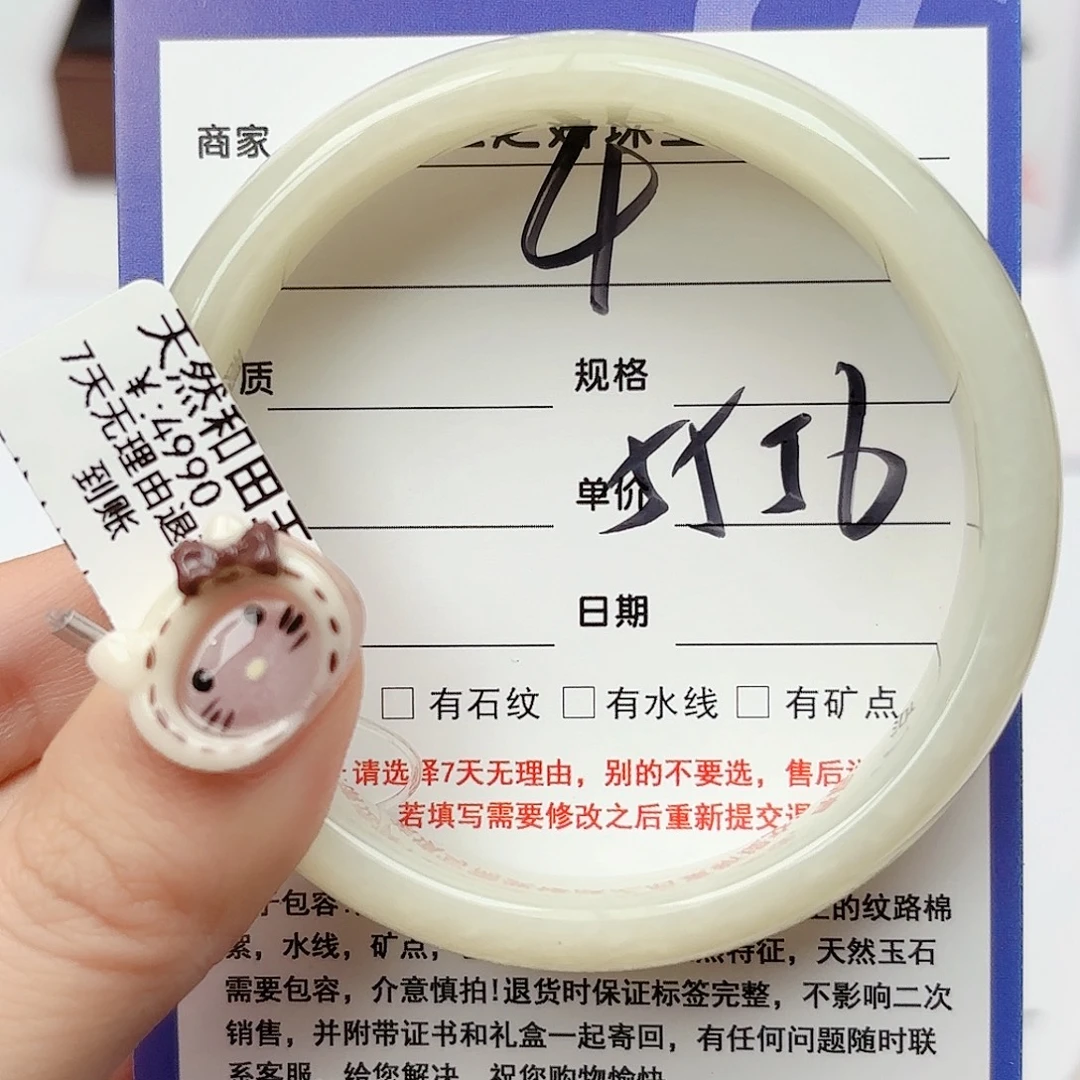 商家
4
质
规格
单价
5756
日期
□ 有石纹 □ 有水线 □ 有矿点
请选择7天无理由，别的不要选，售后
若填写需要修改之后重新提交退
包容
的纹路棉
絮，水线，矿点，
特征，天然玉石
需要包容，介意慎拍!退货时保证标签完整，不影响二次
销售，并附带证书和礼盒一起寄回，有任何问题随时联
系客服，给您解决，祝您购物愉快
天然和田玉
¥:4990
7天无理由退
到账